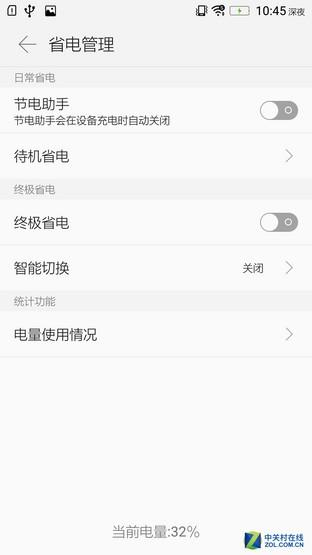 10:45 深夜
省电管理
日常省电
节电助手
节电助手会在设备充电时自动关闭
待机省电
终极省电
终极省电
智能切换 关闭
统计功能
电量使用情况
当前电量:32%
中关村在线
ZOL.COM.CN